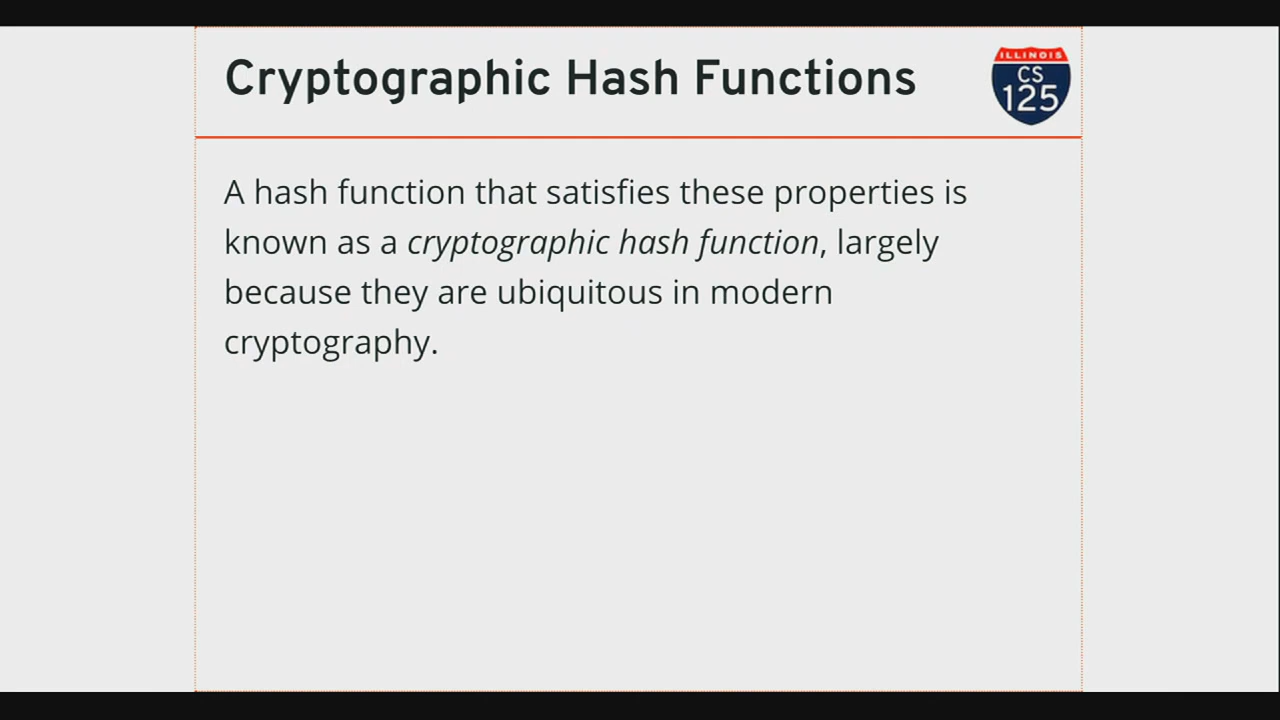 Cryptographic Hash Functions
ILLINOIS
CS
125
A hash function that satisfies these properties is
known as a cryptographic hash function, largely
because they are ubiquitous in modern
cryptography.